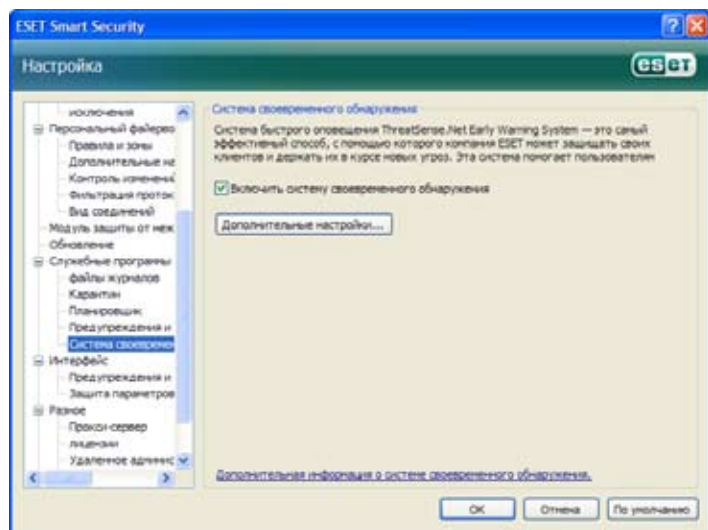 ESET Smart Security
Настройка
eset
исключения
Персональный файерво
Правила и зоны
Дополнительные не
Контроль изменений
Фильтрация проток
Вид соединений
Модуль защиты от неж
Обновление
Служебные программы
файлы журналов
Карантин
Планировщик
Предупреждения и
Система своевремен
Интерфейс
Предупреждения и
Защита параметров
Разное
Прокси-сервер
лицензии
Удаленное админис
Система своевременного обнаружения
Система быстрого оповещения ThreatSense.Net Early Warning System — это самый
эффективный способ, с помощью которого компания ESET может защищать своих
клиентов и держать их в курсе новых угроз. Эта система помогает пользователям
Включить систему своевременного обнаружения
Дополнительные настройки...
Дополнительная информация о системе своевременного обнаружения.
OK
Отмена
По умолчанию